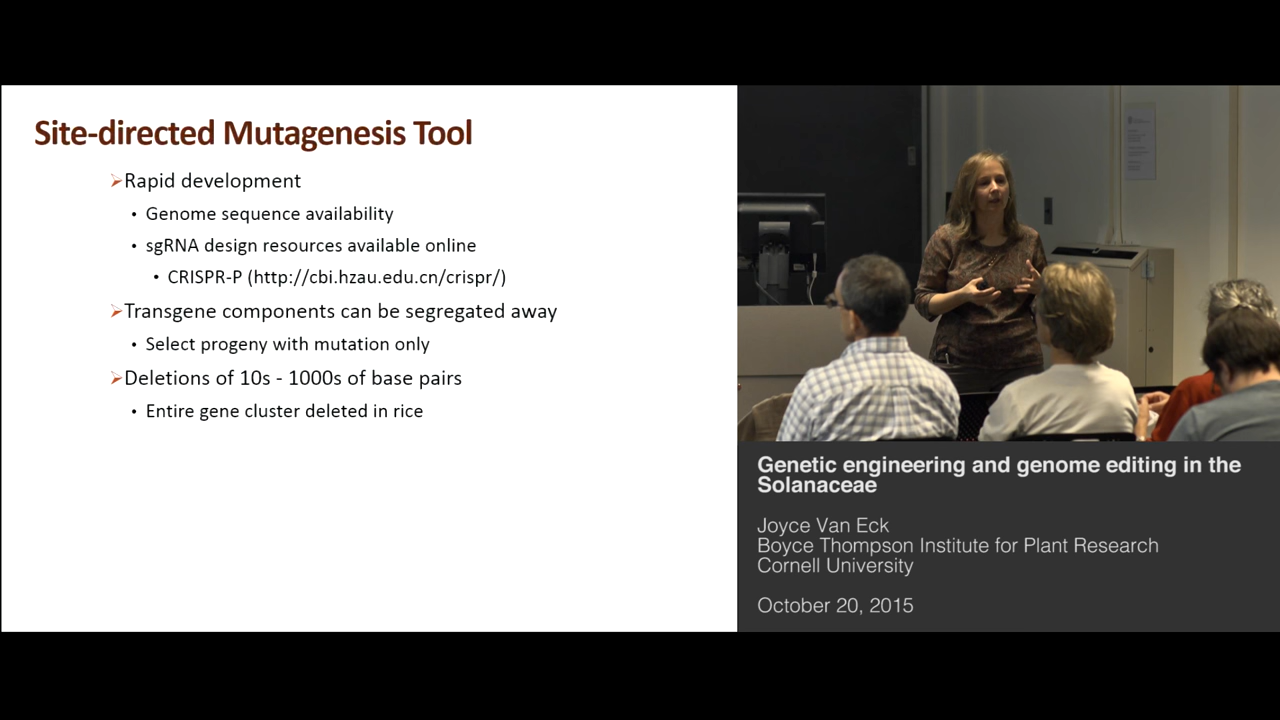 Site-directed Mutagenesis Tool
➢Rapid development
• Genome sequence availability
• sgRNA design resources available online
• CRISPR-P (http://cbi.hzau.edu.cn/crispr/)
➢Transgene components can be segregated away
• Select progeny with mutation only
➢Deletions of 10s - 1000s of base pairs
• Entire gene cluster deleted in rice
Genetic engineering and genome editing in the
Solanaceae
Joyce Van Eck
Boyce Thompson Institute for Plant Research
Cornell University
October 20, 2015